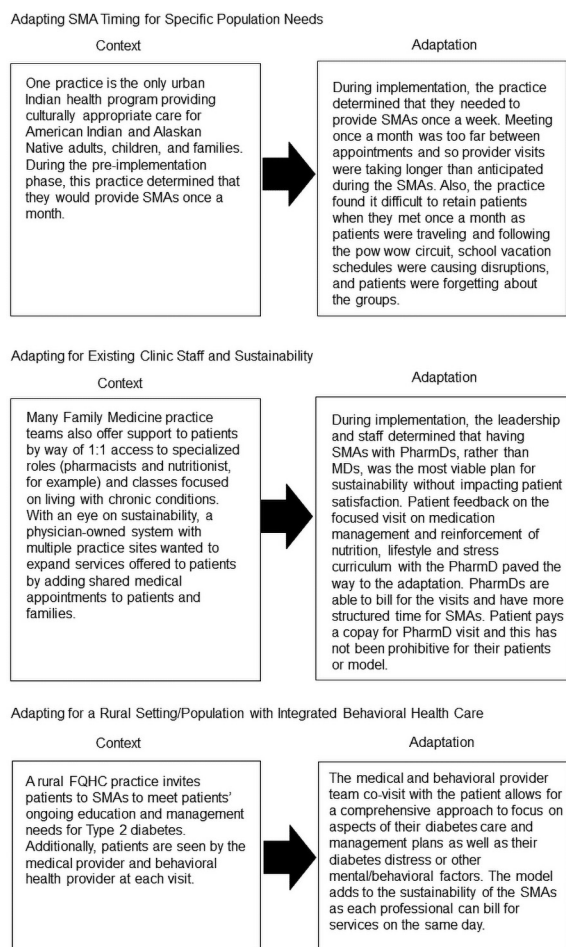 Adapting SMA Timing for Specific Population Needs
Context
Adaptation
One practice is the only urban
Indian health program providing
culturally appropriate care for
American Indian and Alaskan
Native adults, children, and families.
During the pre-implementation
phase, this practice determined that
they would provide SMAs once a
month.
During implementation, the practice
determined that they needed to
provide SMAs once a week. Meeting
once a month was too far between
appointments and so provider visits
were taking longer than anticipated
during the SMAs. Also, the practice
found it difficult to retain patients
when they met once a month as
patients were traveling and following
the pow wow circuit, school vacation
schedules were causing disruptions,
and patients were forgetting about
the groups.
Adapting for Existing Clinic Staff and Sustainability
Context
Adaptation
Many Family Medicine practice
teams also offer support to patients
by way of 1:1 access to specialized
roles (pharmacists and nutritionist,
for example) and classes focused
on living with chronic conditions.
With an eye on sustainability, a
physician-owned system with
multiple practice sites wanted to
expand services offered to patients
by adding shared medical
appointments to patients and
families.
During implementation, the leadership
and staff determined that having
SMAs with PharmDs, rather than
MDs, was the most viable plan for
sustainability without impacting patient
satisfaction. Patient feedback on the
focused visit on medication
management and reinforcement of
nutrition, lifestyle and stress
curriculum with the PharmD paved the
way to the adaptation. PharmDs are
able to bill for the visits and have more
structured time for SMAs. Patient pays
a copay for PharmD visit and this has
not been prohibitive for their patients
or model.
Adapting for a Rural Setting/Population with Integrated Behavioral Health Care
Context
Adaptation
A rural FQHC practice invites
patients to SMAs to meet patients'
ongoing education and management
needs for Type 2 diabetes.
Additionally, patients are seen by the
medical provider and behavioral
health provider at each visit.
The medical and behavioral provider
team co-visit with the patient allows for
a comprehensive approach to focus on
aspects of their diabetes care and
management plans as well as their
diabetes distress or other
mental/behavioral factors. The model
adds to the sustainability of the SMAs
as each professional can bill for
services on the same day.